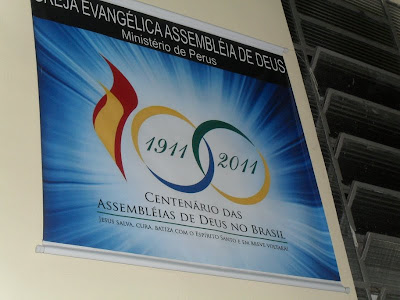 GREJA EVANGÉLICA ASSEMBLÉIA DE DEUS
Ministério de Perus
1911 2011
CENTENÁRIO DAS
ASSEMBLÉIAS DE DEUS NO BRASIL
JESUS SALVA, CURA, BATIZA COM O ESPÍRITO SANTO E EM BREVE VOLTARÁ!